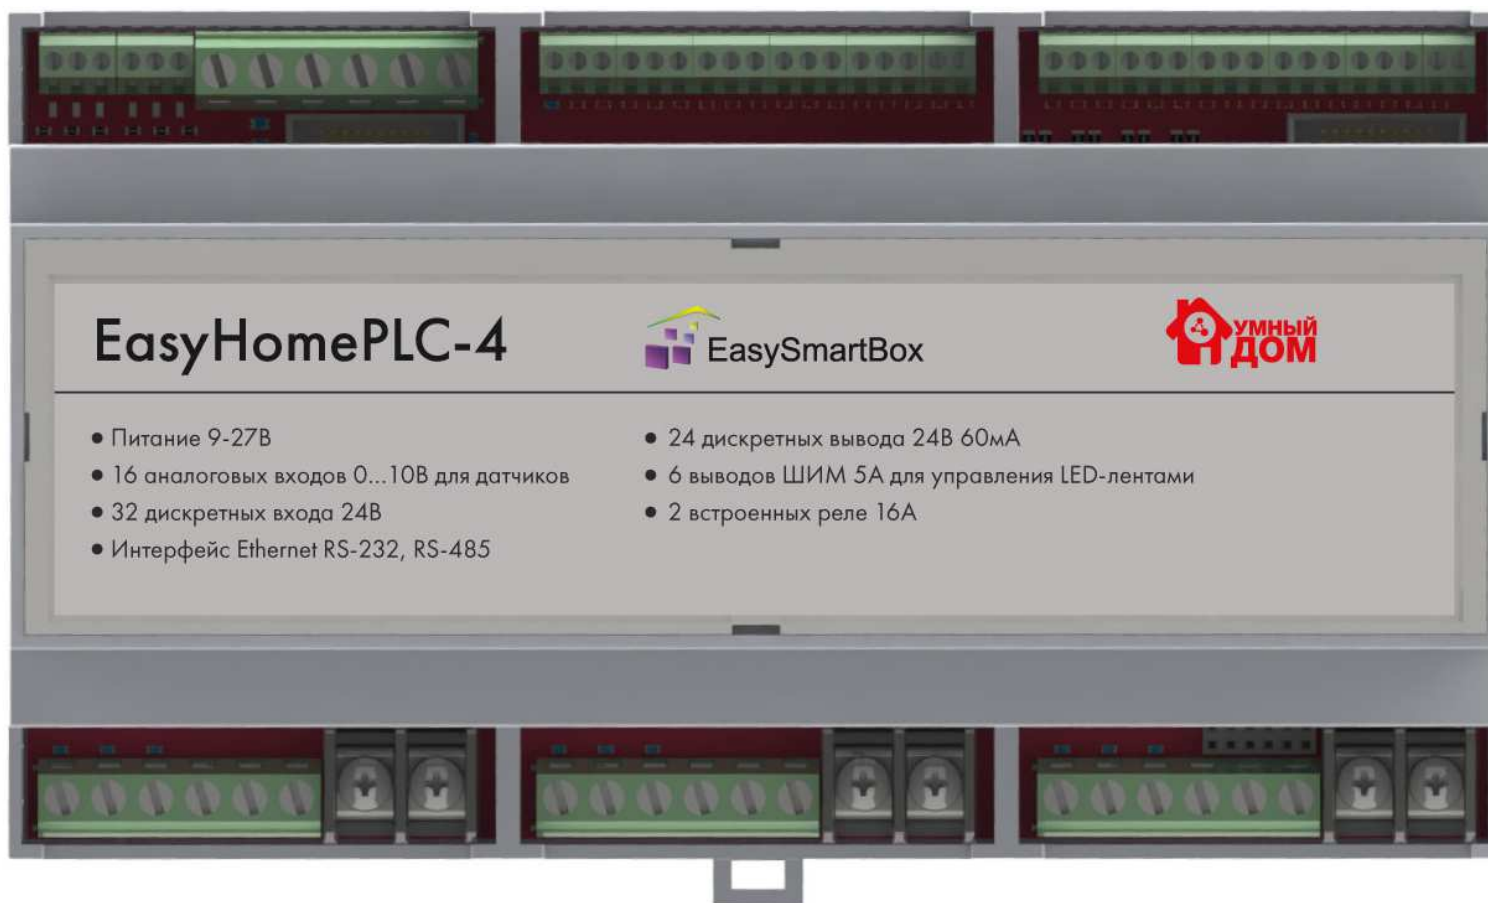 EasyHomePLC-4
EasySmartBox
УМНЫЙ
ДОМ
● Питание 9-27В
● 16 аналоговых входов 0...10В для датчиков
● 32 дискретных входа 24В
● Интерфейс Ethernet RS-232, RS-485
● 24 дискретных вывода 24В 60мА
● 6 выводов ШИМ 5А для управления LED-лентами
● 2 встроенных реле 16А